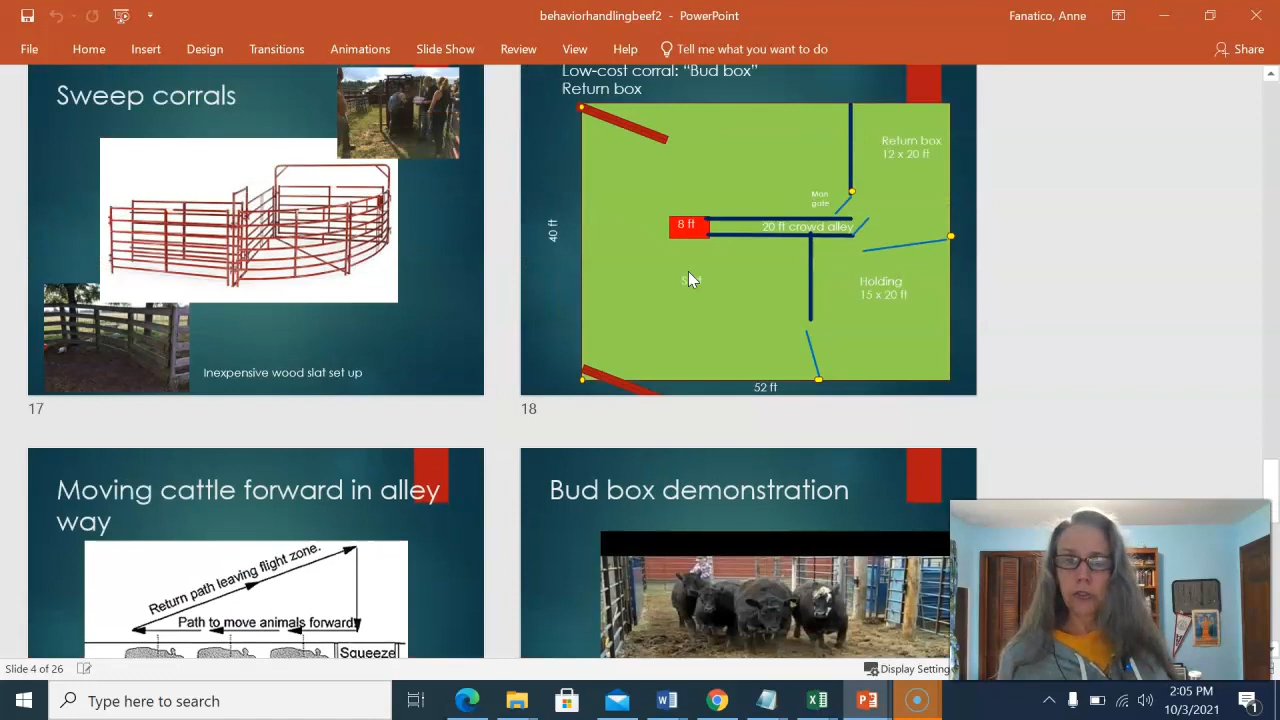 behaviorhandlingbeef2 - PowerPoint
Fanatico, Anne
File Home Insert Design Transitions Animations Slide Show Review View Help Tell me what you want to do Share
Sweep corrals
Inexpensive wood slat set up
17
Low-cost corral: “Bud box”
Return box
Return box
12 x 20 ft
Man
gate
8 ft
20 ft crowd alley
40 ft
Holding
15 x 20 ft
52 ft
18
Moving cattle forward in alley
way
Return path leaving flight zone.
Path to move animals forward
Squeeze
Bud box demonstration
Slide 4 of 26
Display Setting
Type here to search
2:05 PM
10/3/2021
1